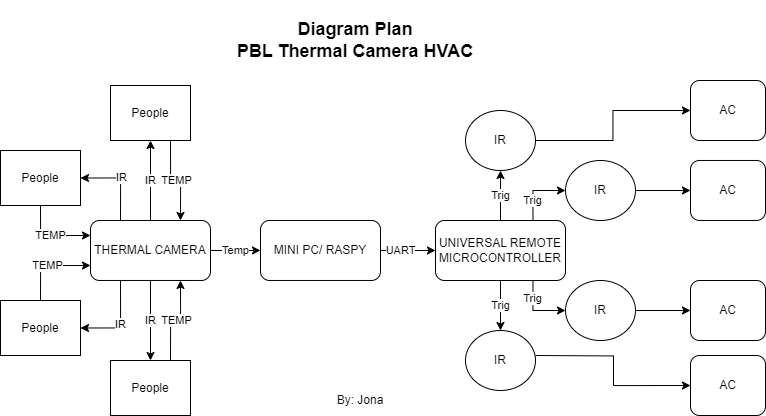 Diagram Plan
PBL Thermal Camera HVAC
People
AC
IR
People
IR
IR
TEMP
Trig
Trig
IR
AC
TEMP
THERMAL CAMERA
Temp
MINI PC/ RASPY
UART
UNIVERSAL REMOTE
MICROCONTROLLER
TEMP
People
IR
IR
TEMP
Trig
Trig
IR
AC
IR
People
AC
By: Jona